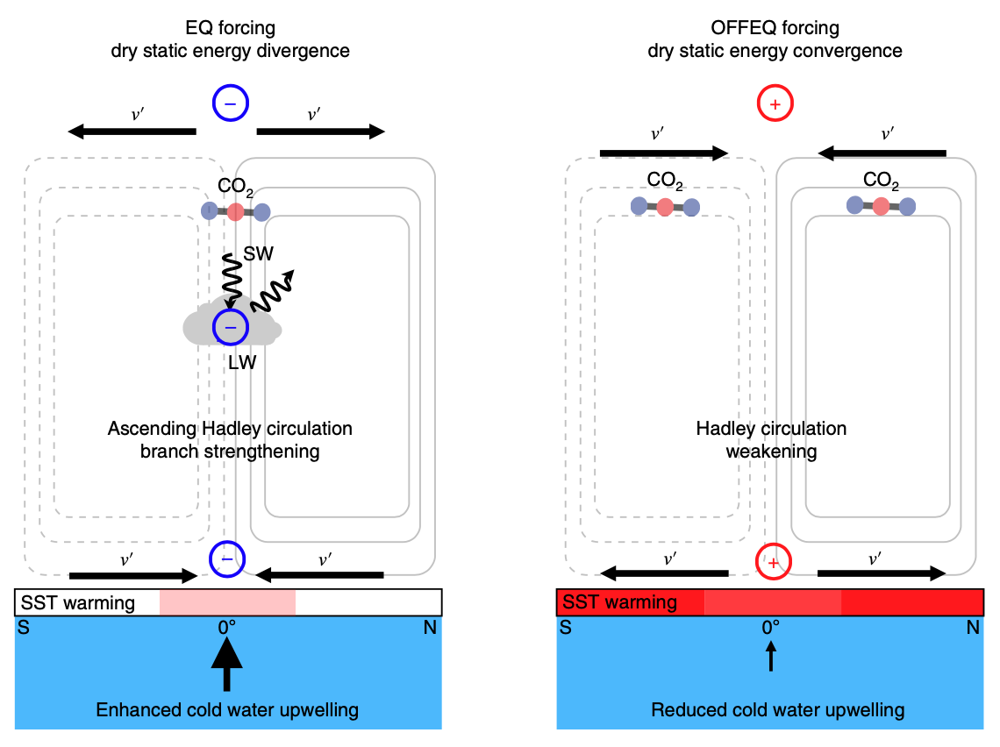 EQ forcing
dry static energy divergence
−
v′
v′
CO2
SW
−
LW
Ascending Hadley circulation
branch strengthening
v′
−
v′
SST warming
S
0°
N
Enhanced cold water upwelling
OFFEQ forcing
dry static energy convergence
+
v′
v′
CO2
CO2
Hadley circulation
weakening
v′
+
v′
SST warming
S
0°
N
Reduced cold water upwelling